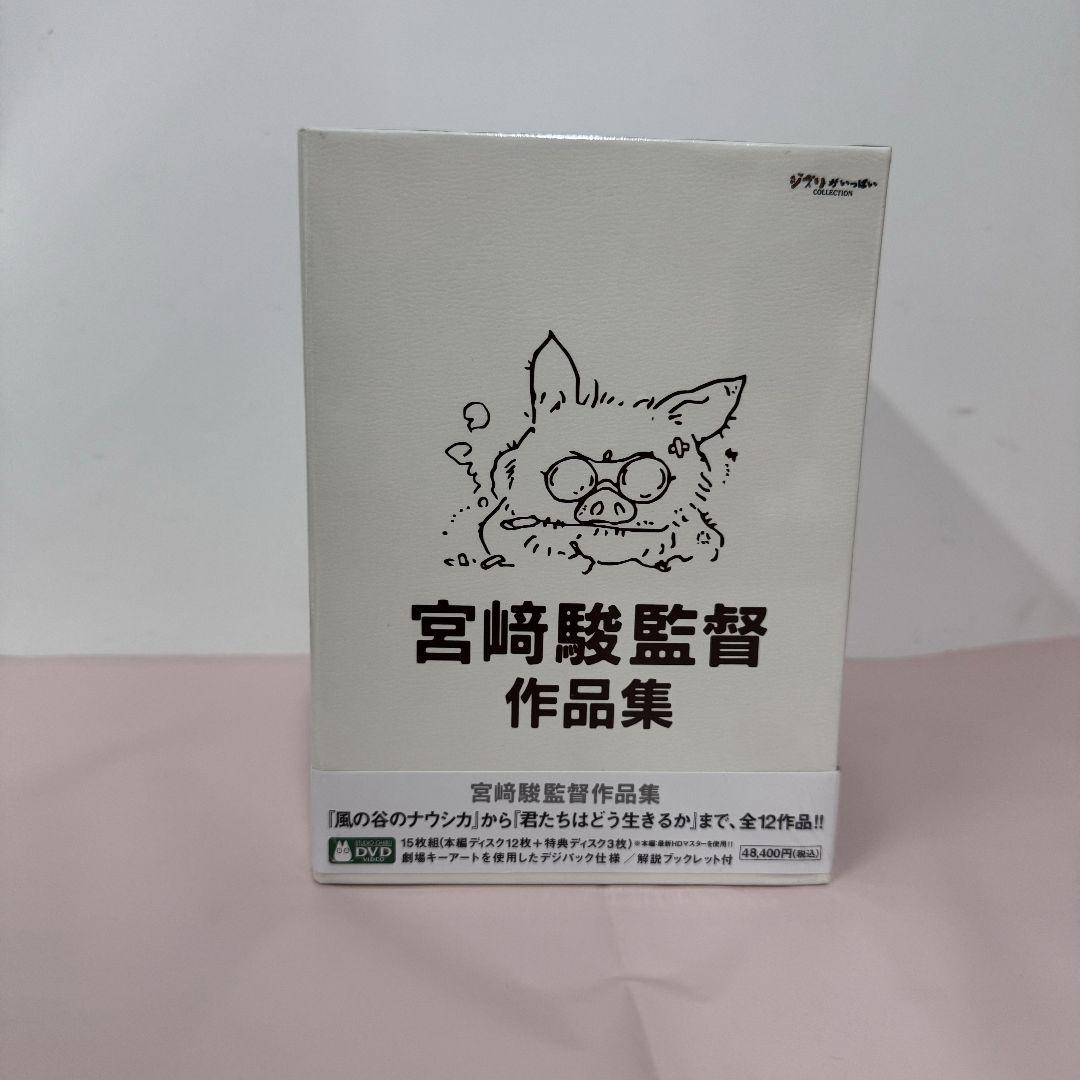 ジブリがいっぱい
COLLECTION
宮﨑駿監督
作品集
宮﨑駿監督作品集
『風の谷のナウシカ』から『君たちはどう生きるか』まで、全12作品!!
STUDIO GHIBLI
DVD
VIDEO
15枚組(本編ディスク12枚＋特典ディスク3枚)※本編:最新HDマスターを使用!!
劇場キーアートを使用したデジパック仕様／解説ブックレット付
48,400円(税込)